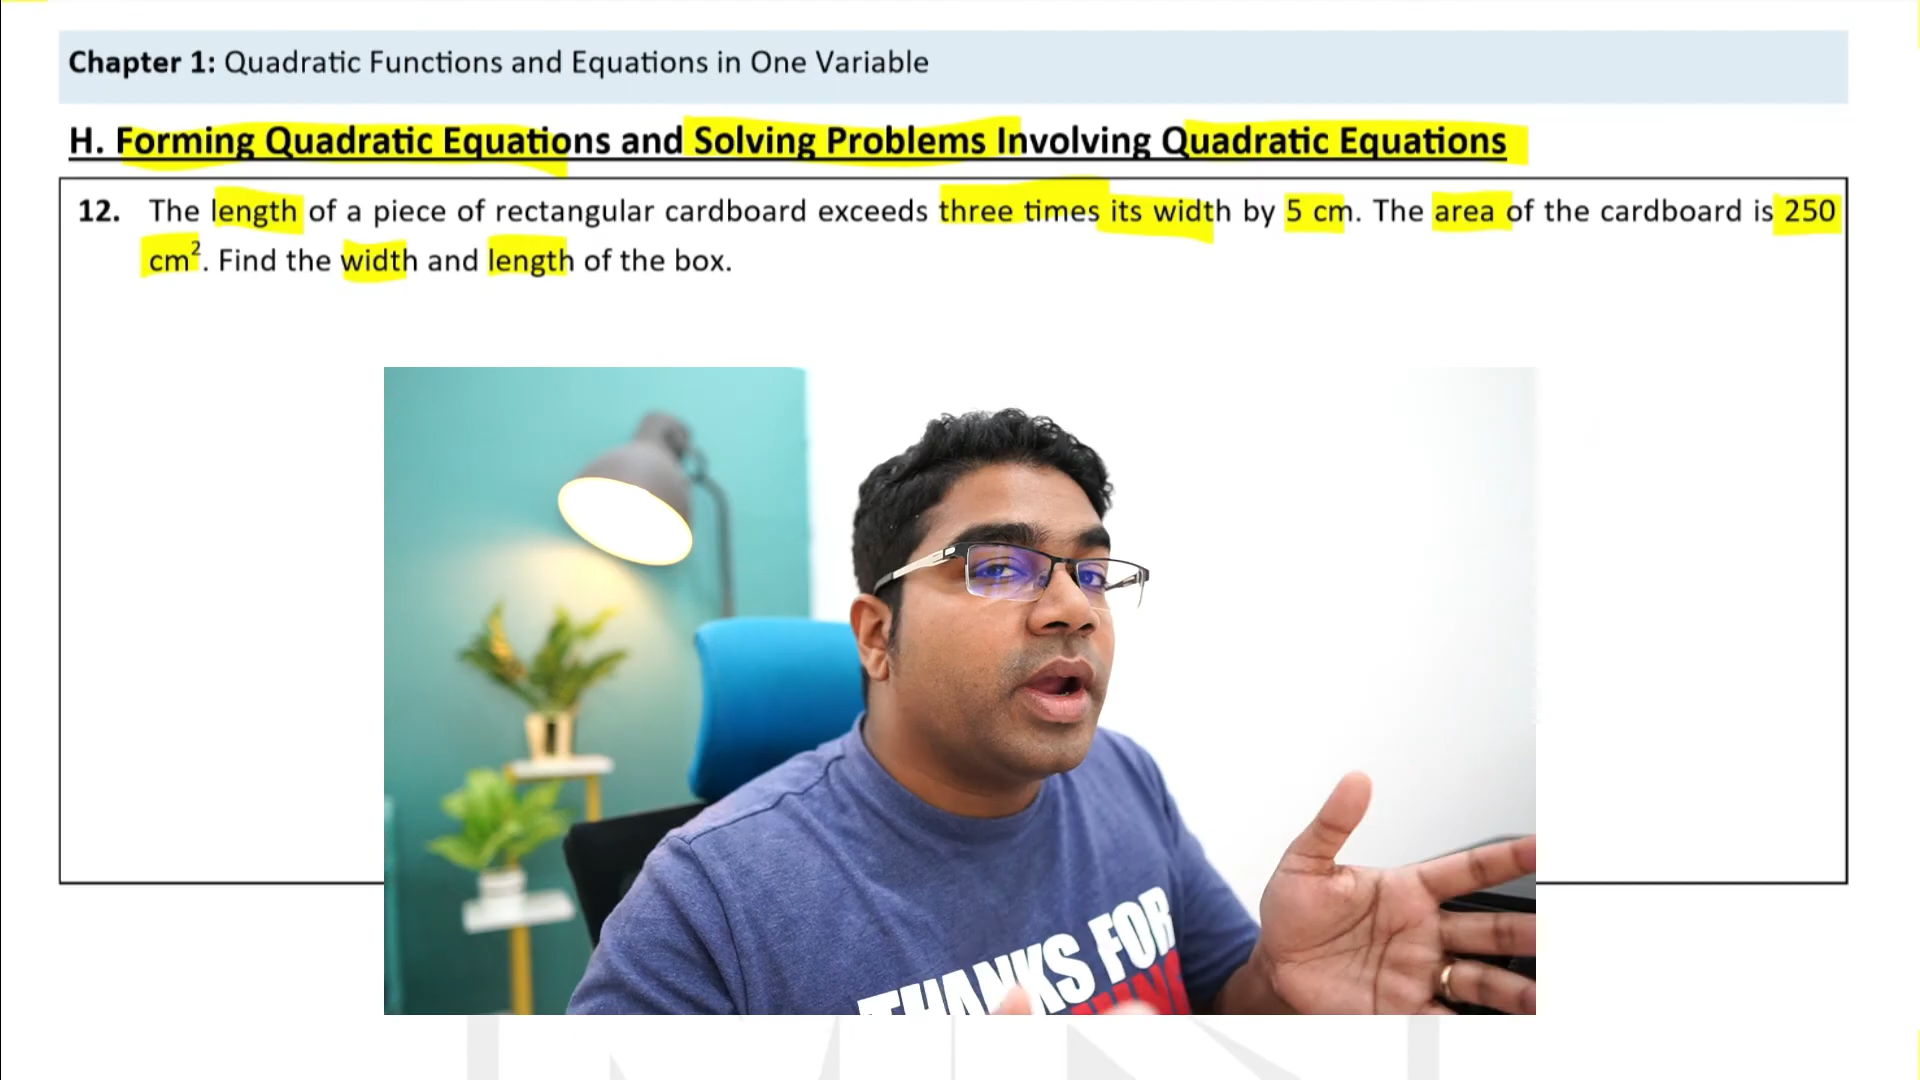 Chapter 1: Quadratic Functions and Equations in One Variable
H. Forming Quadratic Equations and Solving Problems Involving Quadratic Equations
12. The length of a piece of rectangular cardboard exceeds three times its width by 5 cm. The area of the cardboard is 250
cm². Find the width and length of the box.
THANKS FOR